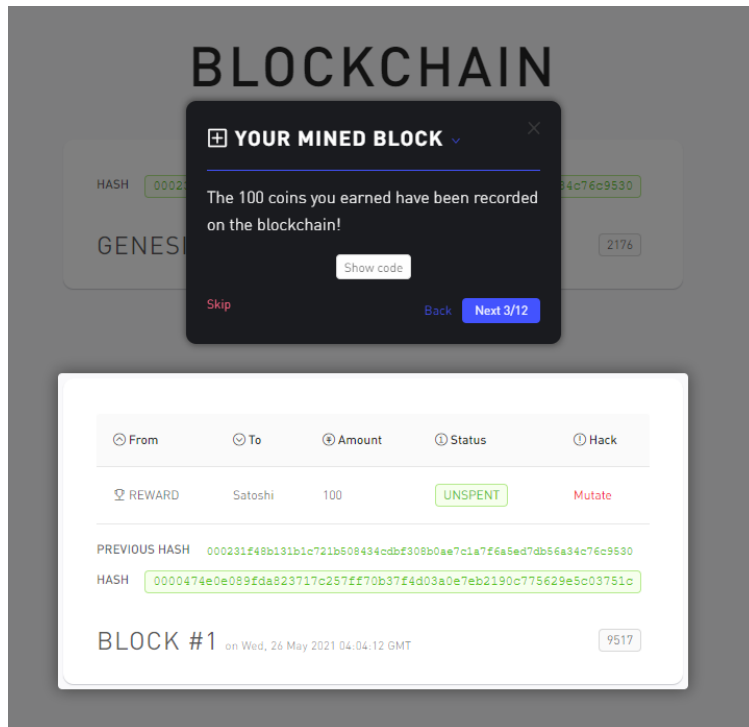 BLOCKCHAIN
YOUR MINED BLOCK
The 100 coins you earned have been recorded
on the blockchain!
Show code
Skip
Back
Next 3/12
HASH
GENESI
2176
From To Amount Status Hack
REWARD Satoshi 100 UNSPENT Mutate
PREVIOUS HASH 000231f48b131b1c721b508434cdbf308b0ae7c1a7f6a5ed7db56a34c76c9530
HASH 0000474e0e089fda823717c257ff70b37f4d03a0e7eb2190c775629e5c03751c
BLOCK #1 on Wed, 26 May 2021 04:04:12 GMT
9517